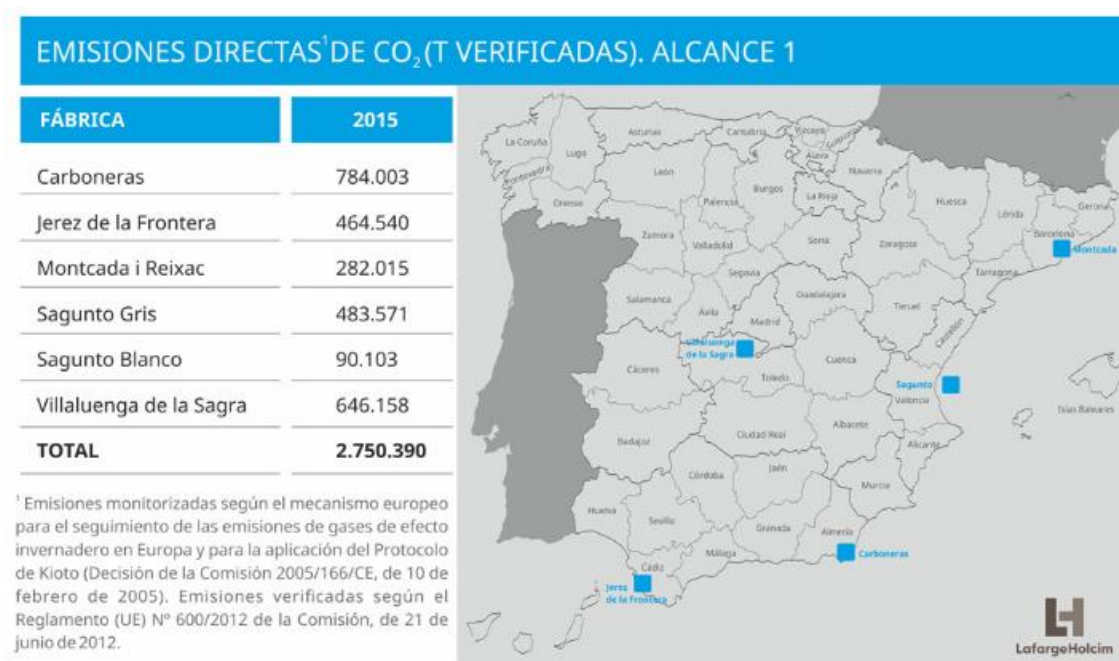 EMISIONES DIRECTAS¹ DE CO₂ (T VERIFICADAS). ALCANCE 1
FÁBRICA 2015
Carboneras 784.003
Jerez de la Frontera 464.540
Montcada i Reixac 282.015
Sagunto Gris 483.571
Sagunto Blanco 90.103
Villaluenga de la Sagra 646.158
TOTAL 2.750.390
¹ Emisiones monitorizadas según el mecanismo europeo
para el seguimiento de las emisiones de gases de efecto
invernadero en Europa y para la aplicación del Protocolo
de Kioto (Decisión de la Comisión 2005/166/CE, de 10 de
febrero de 2005). Emisiones verificadas según el
Reglamento (UE) Nº 600/2012 de la Comisión, de 21 de
junio de 2012.
La Coruña
Lugo
Asturias
Cantabria
Vizcaya
Guipúzcoa
Alava
Navarra
Pontevedra
Orense
León
Palencia
Burgos
La Rioja
Huesca
Lérida
Gerona
Barcelona
Montcada
Zamora
Valladolid
Soria
Zaragoza
Tarragona
Segovia
Salamanca
Ávila
Madrid
Guadalajara
Teruel
Castellón
Villaluenga
de la Sagra
Cáceres
Toledo
Cuenca
Sagunto
Valencia
Islas Baleares
Badajoz
Ciudad Real
Albacete
Alicante
Córdoba
Jaén
Murcia
Huelva
Sevilla
Granada
Almería
Málaga
Carboneras
Cádiz
Jerez
de la Frontera
LafargeHolcim